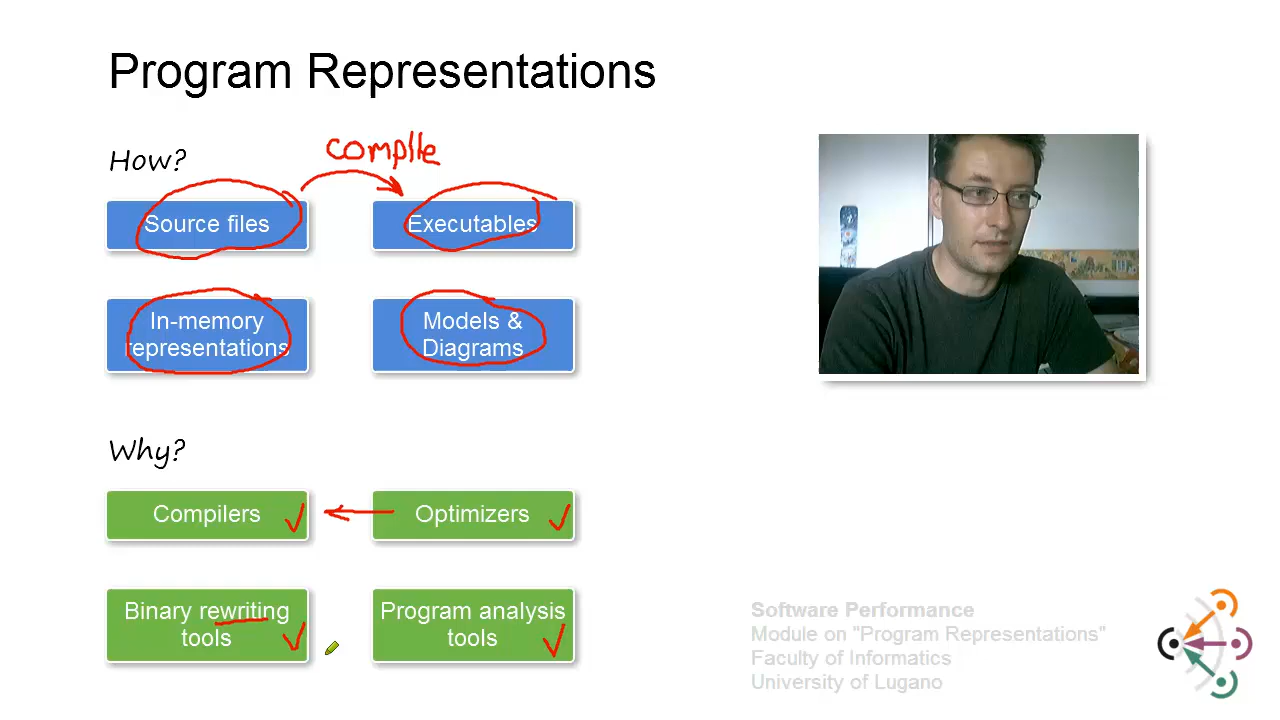 Program Representations
How?
compile
Source files
Executables
In-memory
representations
Models &
Diagrams
Why?
Compilers
Optimizers
Binary rewriting
tools
Program analysis
tools
Software Performance
Module on "Program Representations"
Faculty of Informatics
University of Lugano